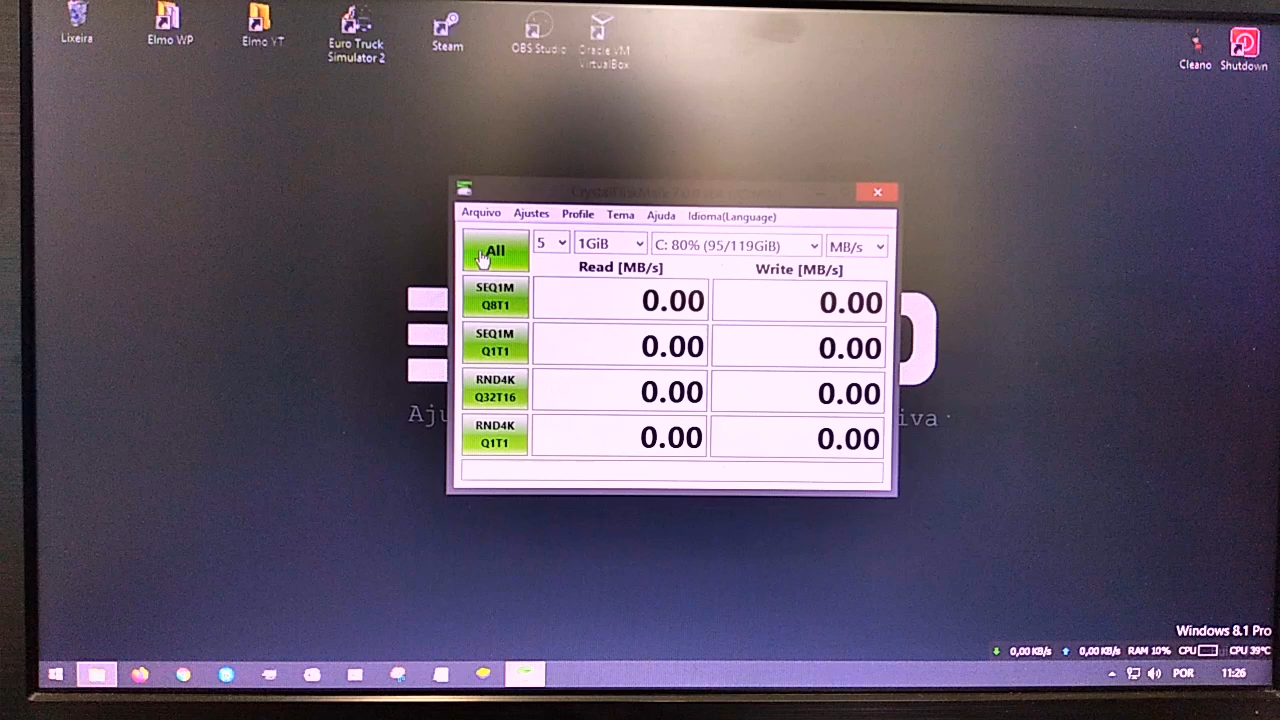 Lixeira
Elmo WP
Elmo YT
Euro Truck
Simulator 2
Steam
OBS Studio
Oracle VM
VirtualBox
Cleano
Shutdown
Arquivo Ajustes Profile Tema Ajuda Idioma(Language)
All 5 1GiB C: 80% (95/119GiB) MB/s
Read [MB/s] Write [MB/s]
SEQ1M
Q8T1 0.00 0.00
SEQ1M
Q1T1 0.00 0.00
RND4K
Q32T16 0.00 0.00
RND4K
Q1T1 0.00 0.00
Windows 8.1 Pro
0,00 KB/s 0,00 KB/s RAM 10% CPU CPU 39°C
POR 11:26